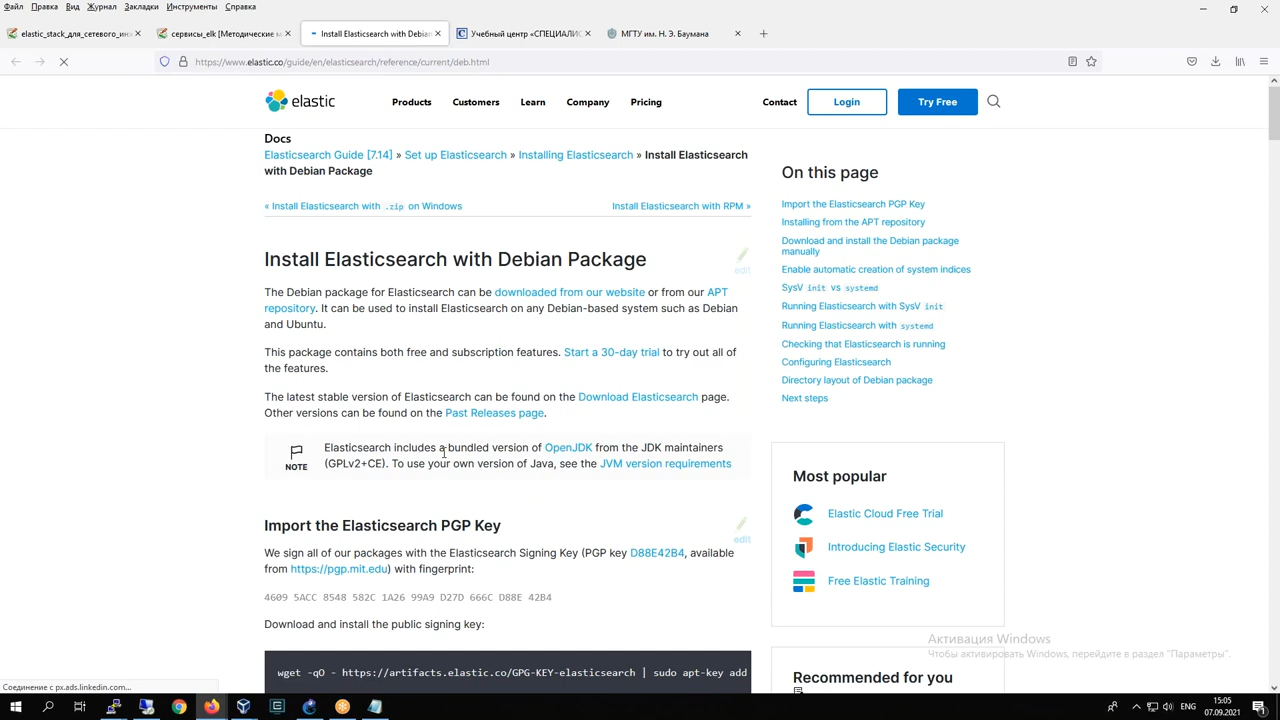 Файл Правка Вид Журнал Закладки Инструменты Справка
elastic_stack_для_сетевого_ин
сервисы_elk [Методические м
Install Elasticsearch with Debian
Учебный центр «СПЕЦИАЛИС
МГТУ им. Н. Э. Баумана
https://www.elastic.co/guide/en/elasticsearch/reference/current/deb.html
elastic
Products Customers Learn Company Pricing
Contact Login Try Free
Docs
Elasticsearch Guide [7.14] » Set up Elasticsearch » Installing Elasticsearch » Install Elasticsearch
with Debian Package
« Install Elasticsearch with .zip on Windows
Install Elasticsearch with RPM »
Install Elasticsearch with Debian Package
edit
The Debian package for Elasticsearch can be downloaded from our website or from our APT
repository. It can be used to install Elasticsearch on any Debian-based system such as Debian
and Ubuntu.
This package contains both free and subscription features. Start a 30-day trial to try out all of
the features.
The latest stable version of Elasticsearch can be found on the Download Elasticsearch page.
Other versions can be found on the Past Releases page.
NOTE
Elasticsearch includes a bundled version of OpenJDK from the JDK maintainers
(GPLv2+CE). To use your own version of Java, see the JVM version requirements
Import the Elasticsearch PGP Key
edit
We sign all of our packages with the Elasticsearch Signing Key (PGP key D88E42B4, available
from https://pgp.mit.edu) with fingerprint:
4609 5ACC 8548 582C 1A26 99A9 D27D 666C D88E 42B4
Download and install the public signing key:
wget -qO - https://artifacts.elastic.co/GPG-KEY-elasticsearch | sudo apt-key add
On this page
Import the Elasticsearch PGP Key
Installing from the APT repository
Download and install the Debian package
manually
Enable automatic creation of system indices
SysV init vs systemd
Running Elasticsearch with SysV init
Running Elasticsearch with systemd
Checking that Elasticsearch is running
Configuring Elasticsearch
Directory layout of Debian package
Next steps
Most popular
Elastic Cloud Free Trial
Introducing Elastic Security
Free Elastic Training
Recommended for you
Активация Windows
Чтобы активировать Windows, перейдите в раздел "Параметры".
Соединение с px.ads.linkedin.com...
ENG
15:05
07.09.2021